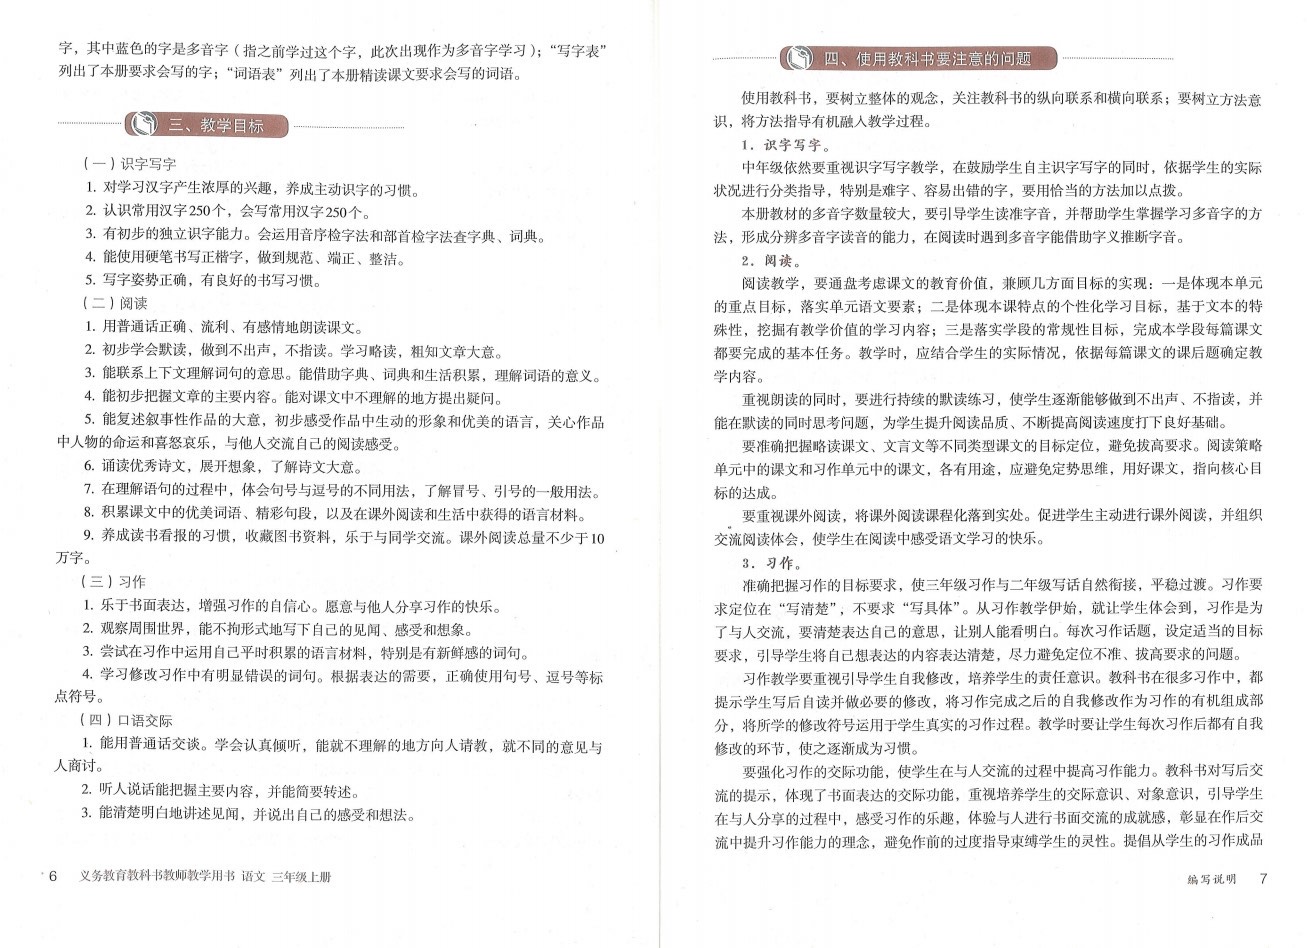 字，其中蓝色的字是多音字（指之前学过这个字，此次出现作为多音字学习）；“写字表”
列出了本册要求会写的字；“词语表”列出了本册精读课文要求会写的词语。
三、教学目标
（一）识字写字
1. 对学习汉字产生浓厚的兴趣，养成主动识字的习惯。
2. 认识常用汉字250个，会写常用汉字250个。
3. 有初步的独立识字能力。会运用音序检字法和部首检字法查字典、词典。
4. 能使用硬笔书写正楷字，做到规范、端正、整洁。
5. 写字姿势正确，有良好的书写习惯。
（二）阅读
1. 用普通话正确、流利、有感情地朗读课文。
2. 初步学会默读，做到不出声，不指读。学习略读，粗知文章大意。
3. 能联系上下文理解词句的意思。能借助字典、词典和生活积累，理解词语的意义。
4. 能初步把握文章的主要内容。能对课文中不理解的地方提出疑问。
5. 能复述叙事性作品的大意，初步感受作品中生动的形象和优美的语言，关心作品
中人物的命运和喜怒哀乐，与他人交流自己的阅读感受。
6. 诵读优秀诗文，展开想象，了解诗文大意。
7. 在理解语句的过程中，体会句号与逗号的不同用法，了解冒号、引号的一般用法。
8. 积累课文中的优美词语、精彩句段，以及在课外阅读和生活中获得的语言材料。
9. 养成读书看报的习惯，收藏图书资料，乐于与同学交流。课外阅读总量不少于10
万字。
（三）习作
1. 乐于书面表达，增强习作的自信心。愿意与他人分享习作的快乐。
2. 观察周围世界，能不拘形式地写下自己的见闻、感受和想象。
3. 尝试在习作中运用自己平时积累的语言材料，特别是有新鲜感的词句。
4. 学习修改习作中有明显错误的词句。根据表达的需要，正确使用句号、逗号等标
点符号。
（四）口语交际
1. 能用普通话交谈。学会认真倾听，能就不理解的地方向人请教，就不同的意见与
人商讨。
2. 听人说话能把握主要内容，并能简要转述。
3. 能清楚明白地讲述见闻，并说出自己的感受和想法。
6 义务教育教科书教师教学用书 语文 三年级上册
四、使用教科书要注意的问题
使用教科书，要树立整体的观念，关注教科书的纵向联系和横向联系；要树立方法意
识，将方法指导有机融入教学过程。
1. 识字写字。
中年级依然要重视识字写字教学，在鼓励学生自主识字写字的同时，依据学生的实际
状况进行分类指导，特别是难字、容易出错的字，要用恰当的方法加以点拨。
本册教材的多音字数量较大，要引导学生读准字音，并帮助学生掌握学习多音字的方
法，形成分辨多音字读音的能力，在阅读时遇到多音字能借助字义推断字音。
2. 阅读。
阅读教学，要通盘考虑课文的教育价值，兼顾几方面目标的实现：一是体现本单元
的重点目标，落实单元语文要素；二是体现本课特点的个性化学习目标，基于文本的特
殊性，挖掘有教学价值的学习内容；三是落实学段的常规性目标，完成本学段每篇课文
都要完成的基本任务。教学时，应结合学生的实际情况，依据每篇课文的课后题确定教
学内容。
重视朗读的同时，要进行持续的默读练习，使学生逐渐能够做到不出声、不指读，并
能在默读的同时思考问题，为学生提升阅读品质、不断提高阅读速度打下良好基础。
要准确把握略读课文、文言文等不同类型课文的目标定位，避免拔高要求。阅读策略
单元中的课文和习作单元中的课文，各有用途，应避免定势思维，用好课文，指向核心目
标的达成。
要重视课外阅读，将课外阅读课程化落到实处。促进学生主动进行课外阅读，并组织
交流阅读体会，使学生在阅读中感受语文学习的快乐。
3. 习作。
准确把握习作的目标要求，使三年级习作与二年级写话自然衔接，平稳过渡。习作要
求定位在“写清楚”，不要求“写具体”。从习作教学伊始，就让学生体会到，习作是为
了与人交流，要清楚表达自己的意思，让别人能看明白。每次习作话题，设定适当的目标
要求，引导学生将自己想表达的内容表达清楚，尽力避免定位不准、拔高要求的问题。
习作教学要重视引导学生自我修改，培养学生的责任意识。教科书在很多习作中，都
提示学生写后自读并做必要的修改，将习作完成之后的自我修改作为习作的有机组成部
分，将所学的修改符号运用于学生真实的习作过程。教学时要让学生每次习作后都有自我
修改的环节，使之逐渐成为习惯。
要强化习作的交际功能，使学生在与人交流的过程中提高习作能力。教科书对写后交
流的提示，体现了书面表达的交际功能，重视培养学生的交际意识、对象意识，引导学生
在与人分享的过程中，感受习作的乐趣，体验与人进行书面交流的成就感，彰显在作后交
流中提升习作能力的理念，避免作前的过度指导束缚学生的灵性。提倡从学生的习作成品
编写说明 7